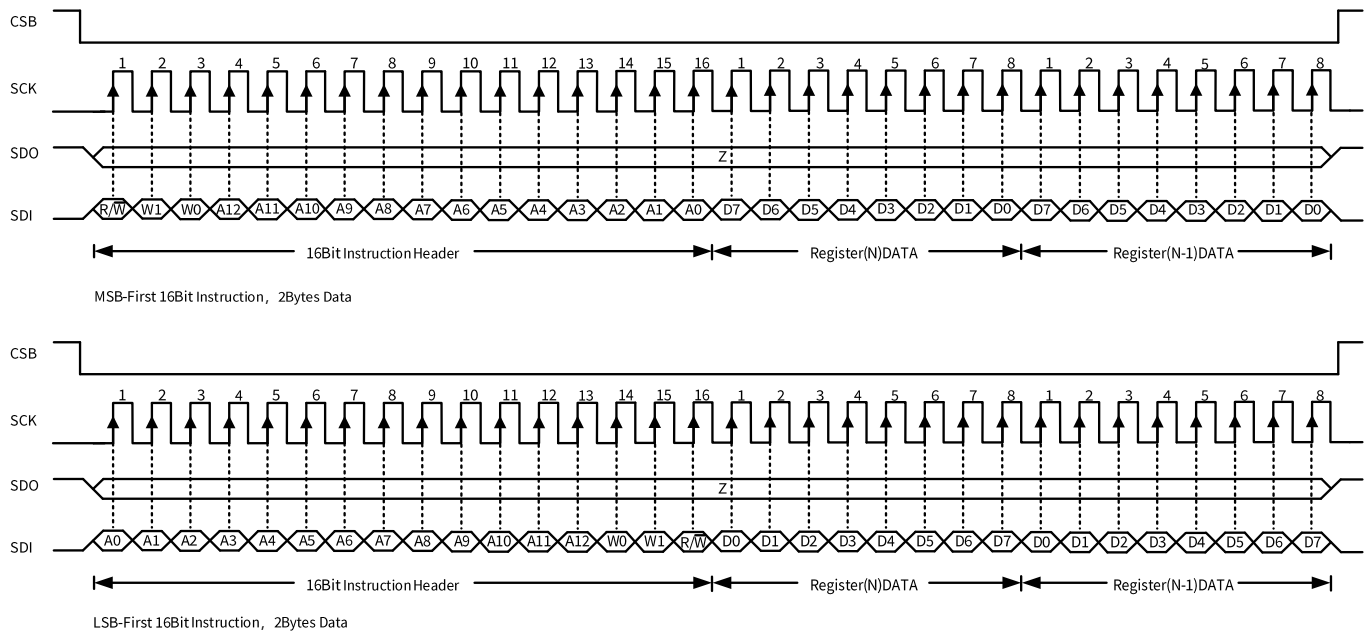 CSB
1 2 3 4 5 6 7 8 9 10 11 12 13 14 15 16 1 2 3 4 5 6 7 8 1 2 3 4 5 6 7 8
SCK
SDO Z
SDI R/W̅ W1 W0 A12 A11 A10 A9 A8 A7 A6 A5 A4 A3 A2 A1 A0 D7 D6 D5 D4 D3 D2 D1 D0 D7 D6 D5 D4 D3 D2 D1 D0
16Bit Instruction Header Register(N)DATA Register(N-1)DATA
MSB-First 16Bit Instruction，2Bytes Data
CSB
1 2 3 4 5 6 7 8 9 10 11 12 13 14 15 16 1 2 3 4 5 6 7 8 1 2 3 4 5 6 7 8
SCK
SDO Z
SDI A0 A1 A2 A3 A4 A5 A6 A7 A8 A9 A10 A11 A12 W0 W1 R/W̅ D0 D1 D2 D3 D4 D5 D6 D7 D0 D1 D2 D3 D4 D5 D6 D7
16Bit Instruction Header Register(N)DATA Register(N-1)DATA
LSB-First 16Bit Instruction，2Bytes Data